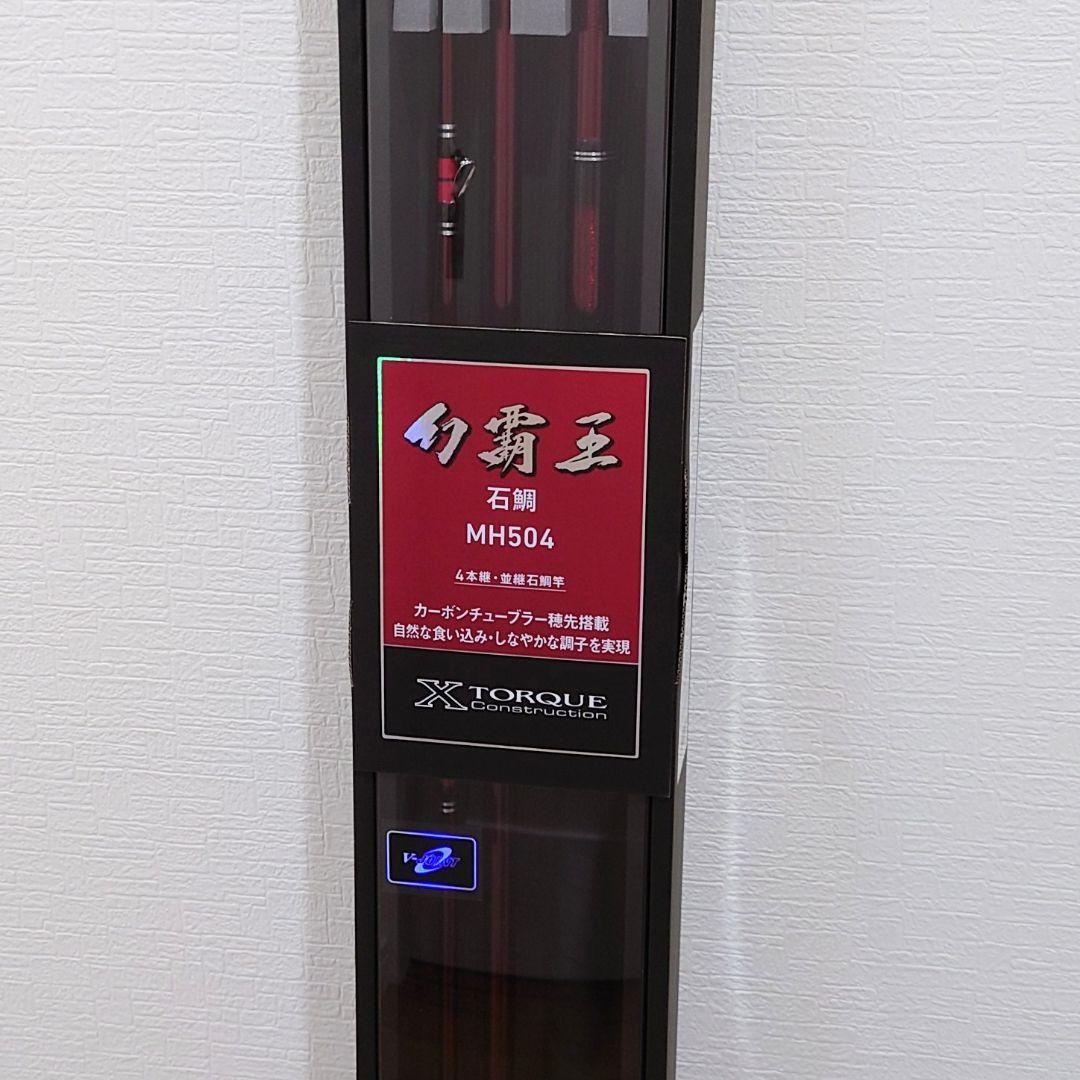 幻覇王
石鯛
MH504
4本継・並継石鯛竿
カーボンチューブラー穂先搭載
自然な食い込み・しなやかな調子を実現
X TORQUE
Construction
V-JOINT